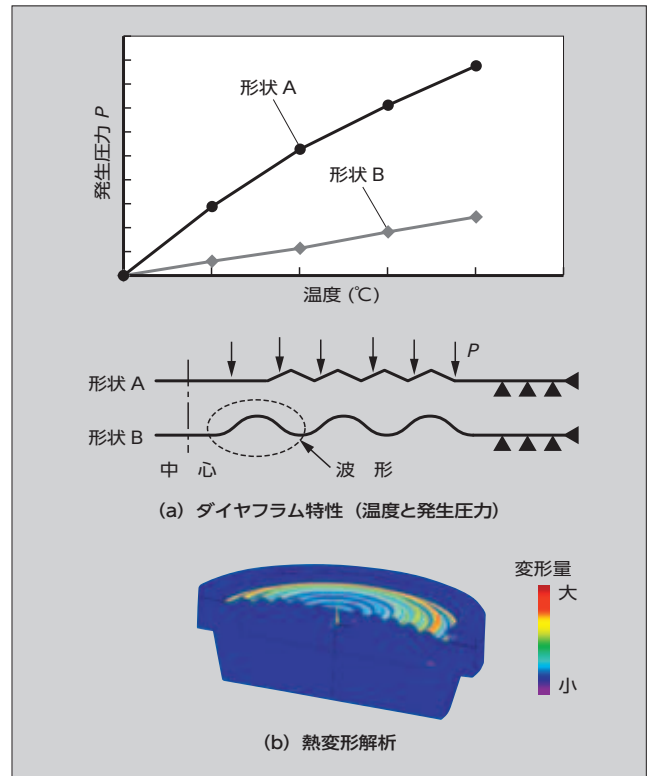 形状 A
形状 B
発生圧力 P
温度 (℃)
P
形状 A
形状 B
中 心
波 形
(a) ダイヤフラム特性（温度と発生圧力）
変形量
大
小
(b) 熱変形解析